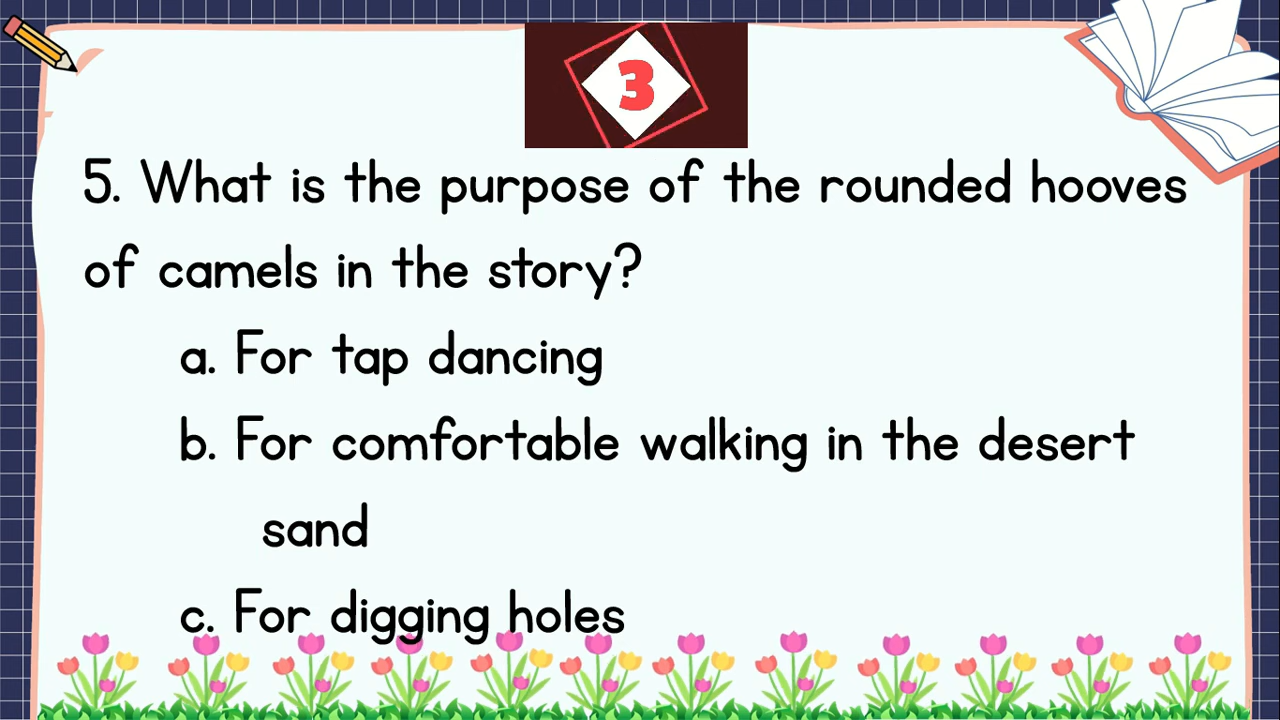 3
5. What is the purpose of the rounded hooves
of camels in the story?
a. For tap dancing
b. For comfortable walking in the desert
sand
c. For digging holes